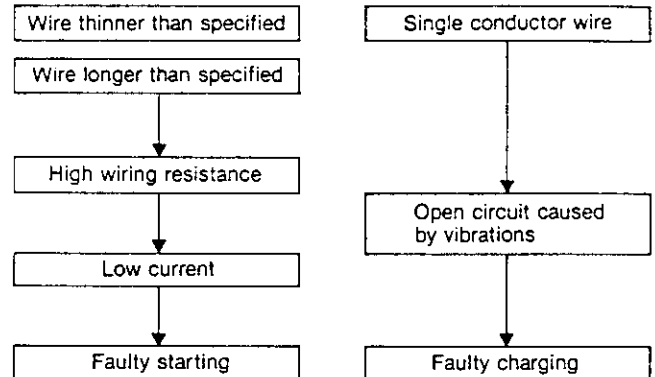 Wire thinner than specified
Wire longer than specified
High wiring resistance
Low current
Faulty starting
Single conductor wire
Open circuit caused
by vibrations
Faulty charging